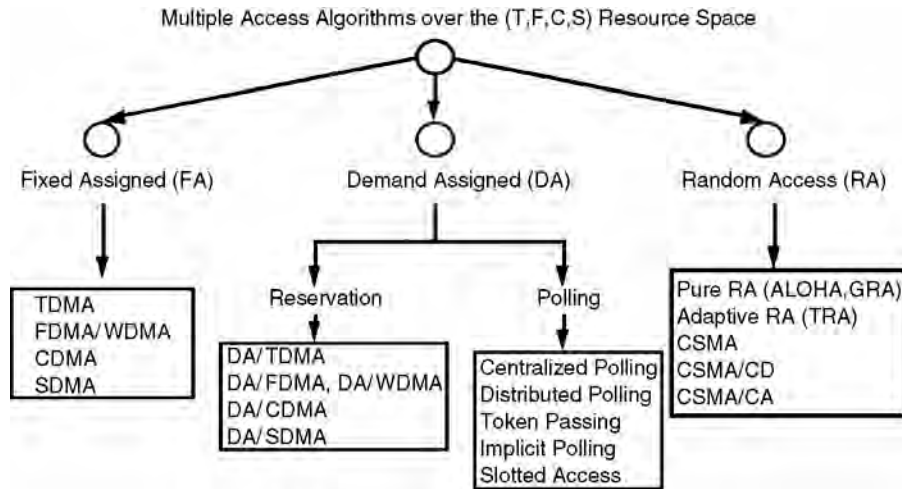 Multiple Access Algorithms over the (T,F,C,S) Resource Space
Fixed Assigned (FA)
Demand Assigned (DA)
Random Access (RA)
Reservation
Polling
TDMA
FDMA/WDMA
CDMA
SDMA
DA/TDMA
DA/FDMA, DA/WDMA
DA/CDMA
DA/SDMA
Centralized Polling
Distributed Polling
Token Passing
Implicit Polling
Slotted Access
Pure RA (ALOHA,GRA)
Adaptive RA (TRA)
CSMA
CSMA/CD
CSMA/CA